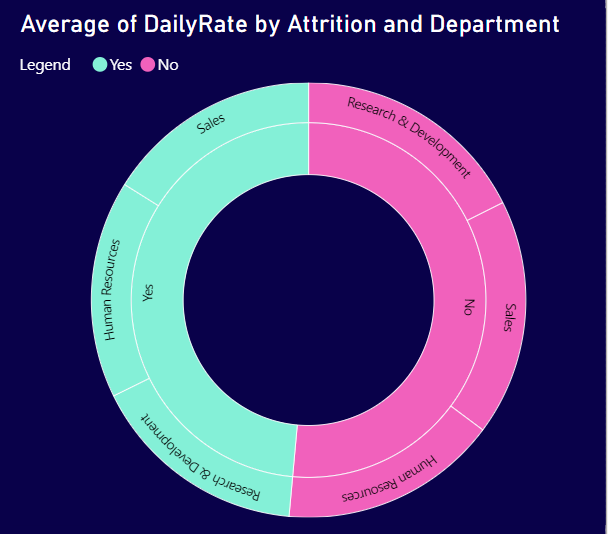 Average of DailyRate by Attrition and Department
Legend Yes No
Research & Development
Sales
Human Resources
No
Research & Development
Human Resources
Sales
Yes